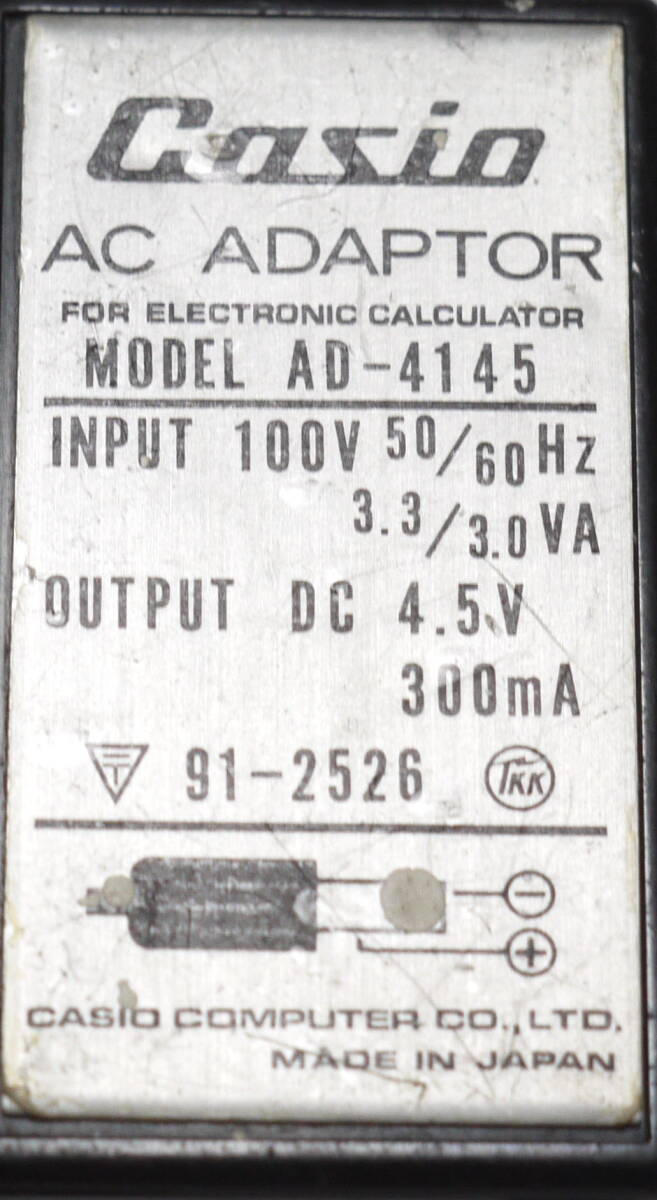 Casio
AC ADAPTOR
FOR ELECTRONIC CALCULATOR
MODEL AD-4145
INPUT 100V 50/60Hz
3.3/3.0VA
OUTPUT DC 4.5V
300mA
〒 91-2526 TKK
−
+
CASIO COMPUTER CO.,LTD.
MADE IN JAPAN